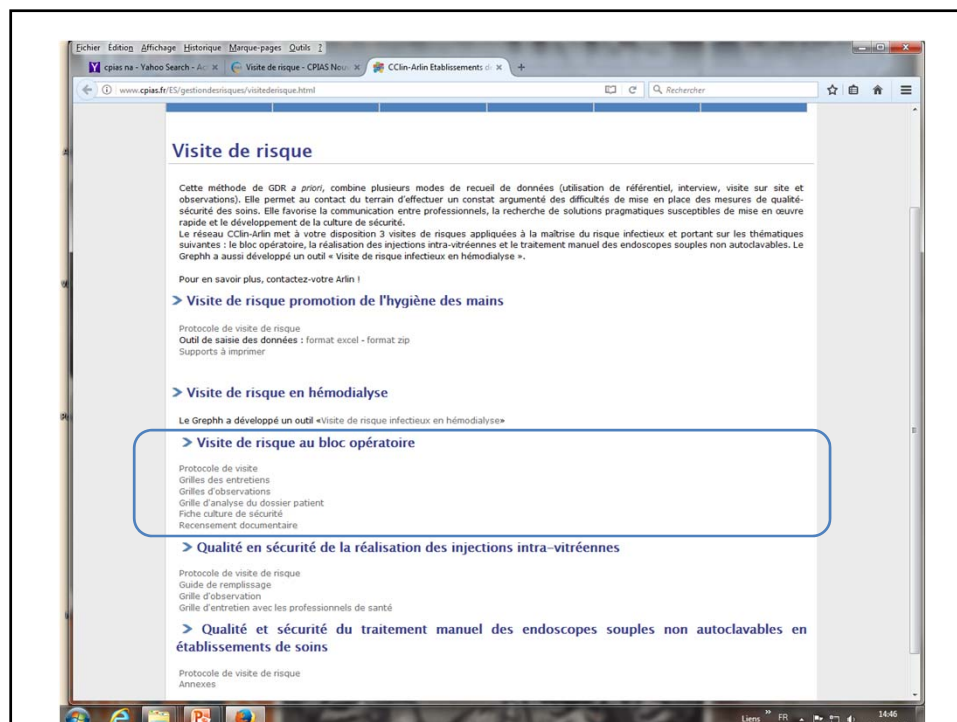 Eichier Édition Affichage Historique Marque-pages Outils ?
cpias na - Yahoo Search - Ac
Visite de risque - CPIAS Nou
CClin-Arlin Etablissements d
www.cpias.fr/ES/gestiondesrisques/visitederisque.html
Rechercher
Visite de risque
Cette méthode de GDR a priori, combine plusieurs modes de recueil de données (utilisation de référentiel, interview, visite sur site et
observations). Elle permet au contact du terrain d'effectuer un constat argumenté des difficultés de mise en place des mesures de qualité-
sécurité des soins. Elle favorise la communication entre professionnels, la recherche de solutions pragmatiques susceptibles de mise en œuvre
rapide et le développement de la culture de sécurité.
Le réseau CClin-Arlin met à votre disposition 3 visites de risques appliquées à la maîtrise du risque infectieux et portant sur les thématiques
suivantes : le bloc opératoire, la réalisation des injections intra-vitréennes et le traitement manuel des endoscopes souples non autoclavables. Le
Grephh a aussi développé un outil « Visite de risque infectieux en hémodialyse ».
Pour en savoir plus, contactez-votre Arlin !
> Visite de risque promotion de l'hygiène des mains
Protocole de visite de risque
Outil de saisie des données : format excel - format zip
Supports à imprimer
> Visite de risque en hémodialyse
Le Grephh a développé un outil «Visite de risque infectieux en hémodialyse»
> Visite de risque au bloc opératoire
Protocole de visite
Grilles des entretiens
Grilles d'observations
Grille d'analyse du dossier patient
Fiche culture de sécurité
Recensement documentaire
> Qualité en sécurité de la réalisation des injections intra-vitréennes
Protocole de visite de risque
Guide de remplissage
Grille d'observation
Grille d'entretien avec les professionnels de santé
> Qualité et sécurité du traitement manuel des endoscopes souples non autoclavables en
établissements de soins
Protocole de visite de risque
Annexes
Liens » FR 14:46